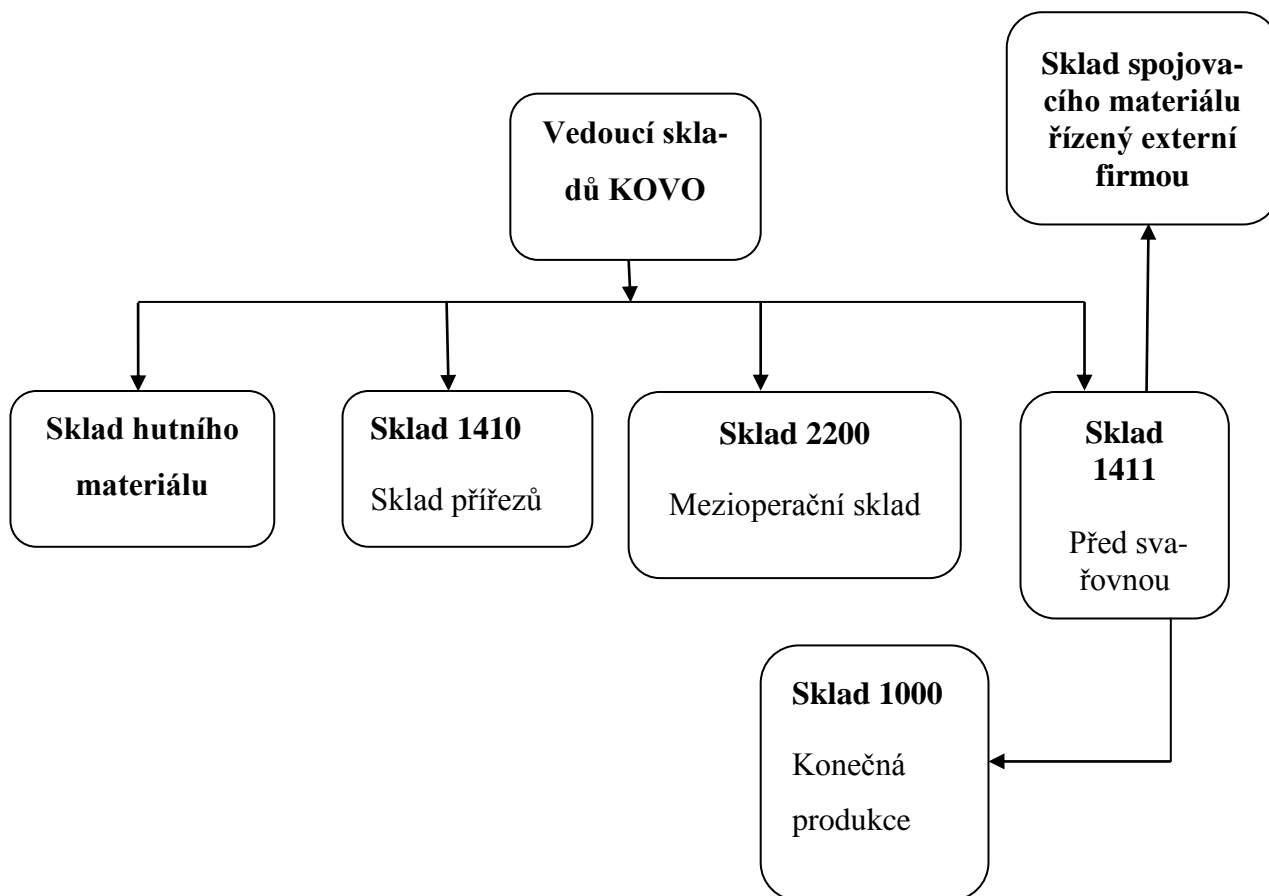 Sklad spojova-
cího materiálu
řízený externí
firmou
Vedoucí skla-
dů KOVO
Sklad hutního
materiálu
Sklad 1410
Sklad přířezů
Sklad 2200
Mezioperační sklad
Sklad
1411
Před sva-
řovnou
Sklad 1000
Konečná
produkce